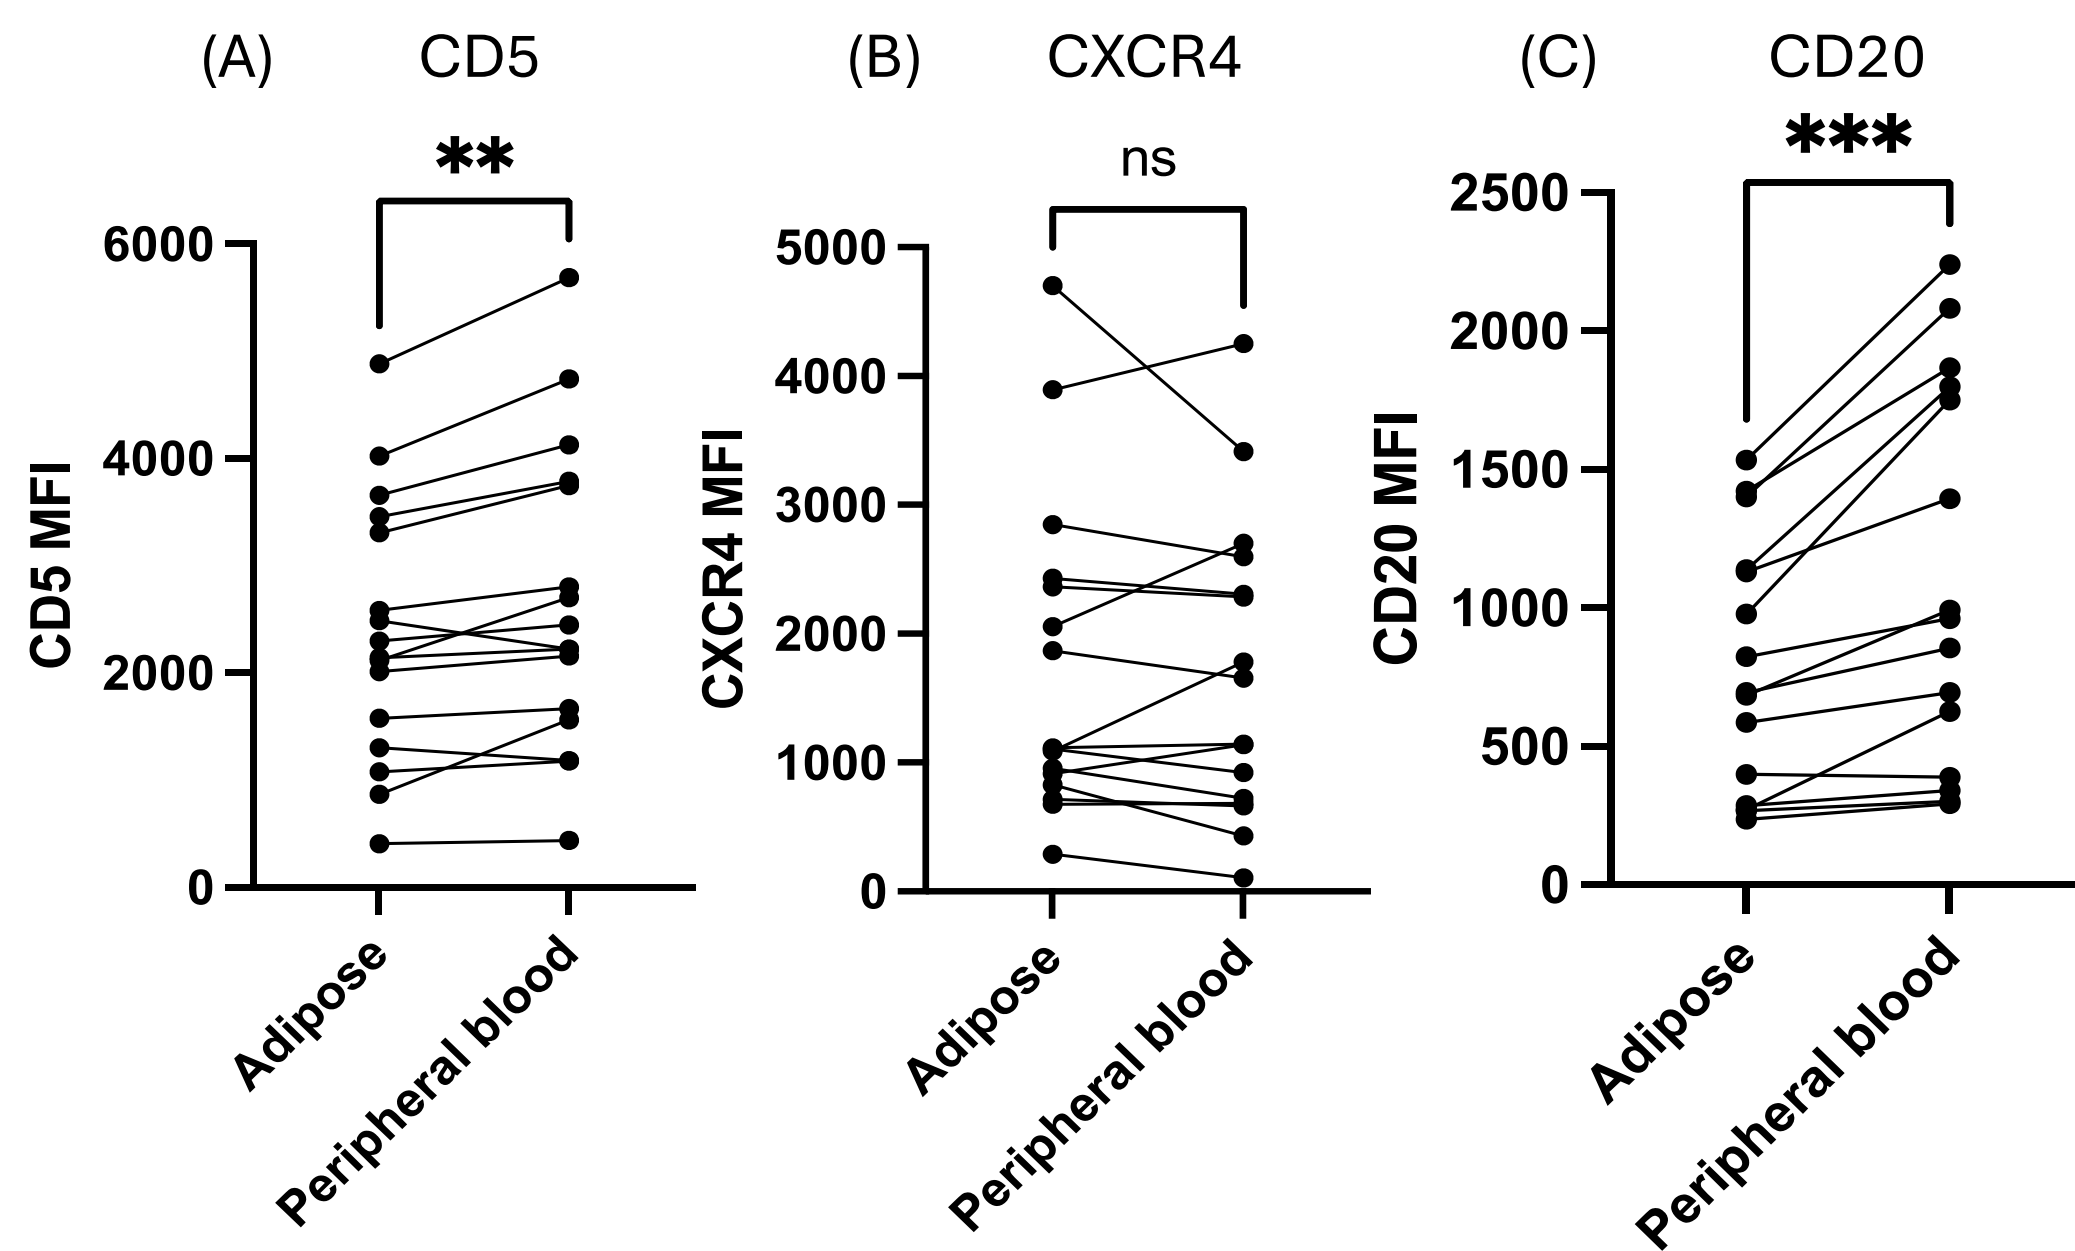 (A) CD5
**
6000
4000
2000
0
CD5 MFI
Adipose
Peripheral blood
(B) CXCR4
ns
5000
4000
3000
2000
1000
0
CXCR4 MFI
Adipose
Peripheral blood
(C) CD20
***
2500
2000
1500
1000
500
0
CD20 MFI
Adipose
Peripheral blood